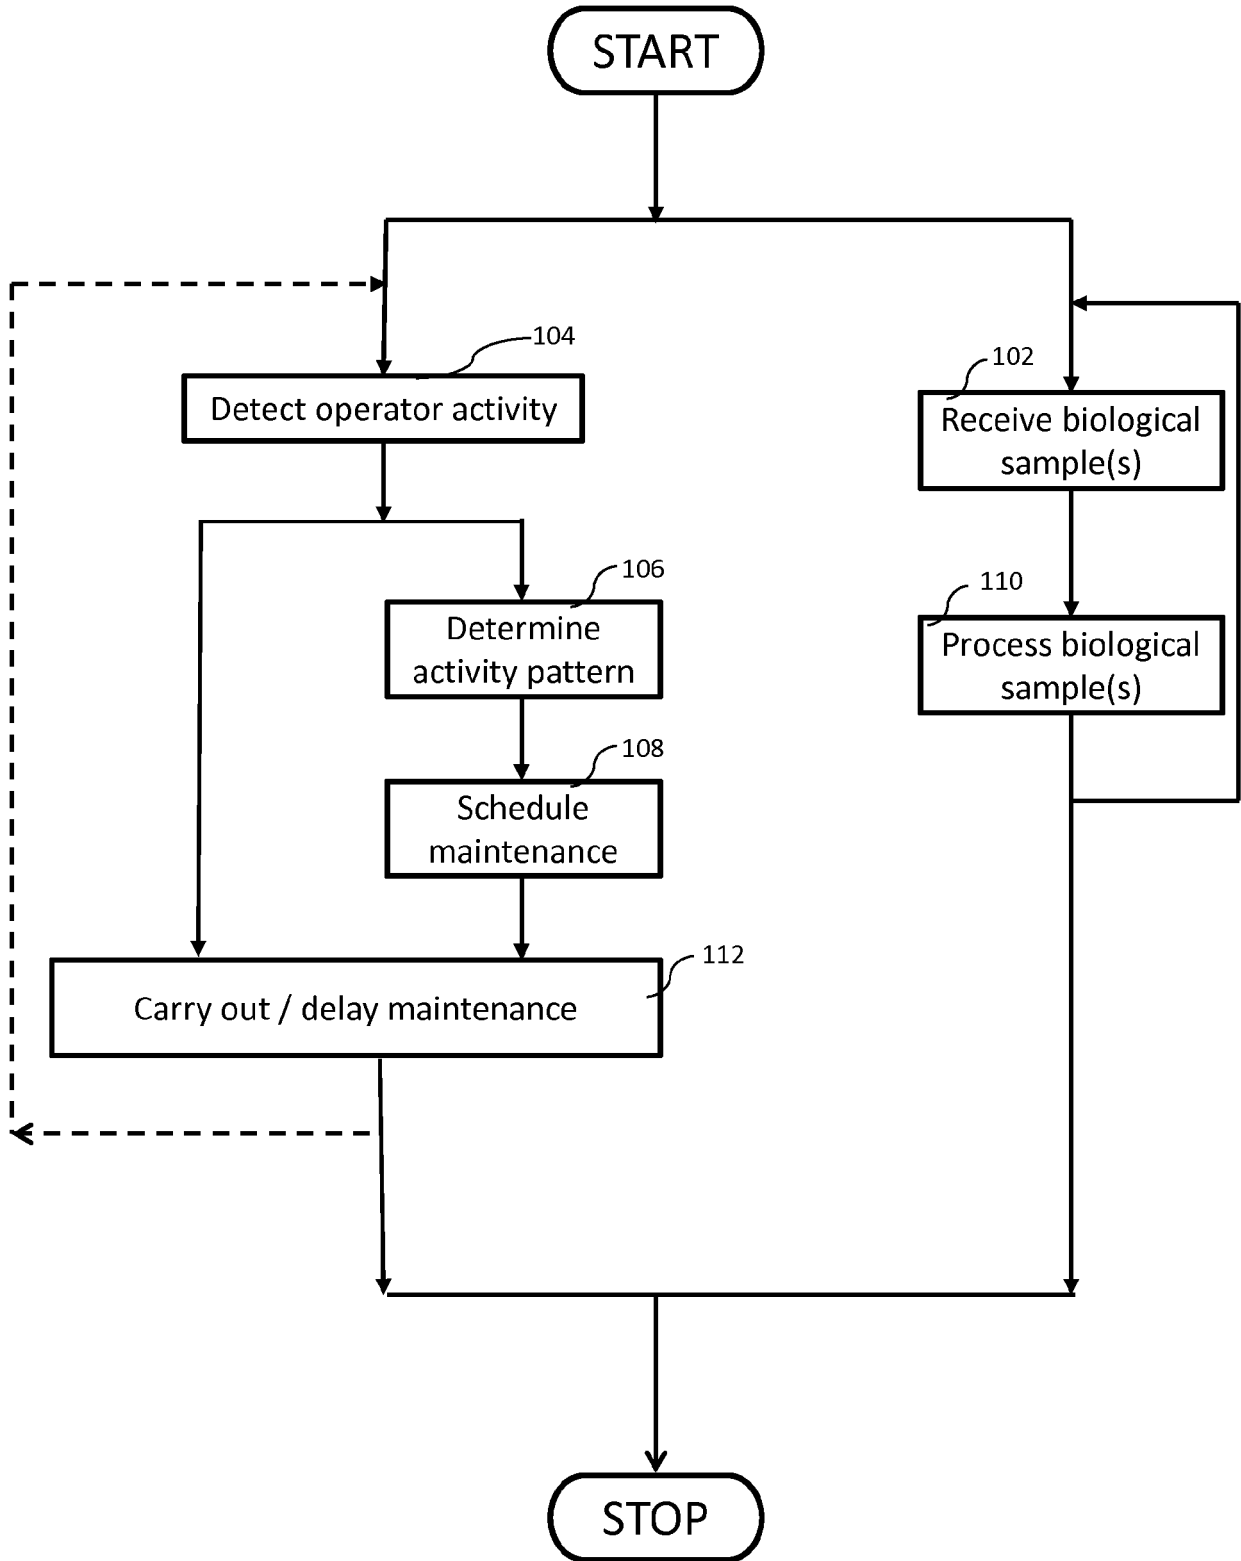 START
104
Detect operator activity
102
Receive biological
sample(s)
106
Determine
activity pattern
110
Process biological
sample(s)
108
Schedule
maintenance
112
Carry out / delay maintenance
STOP